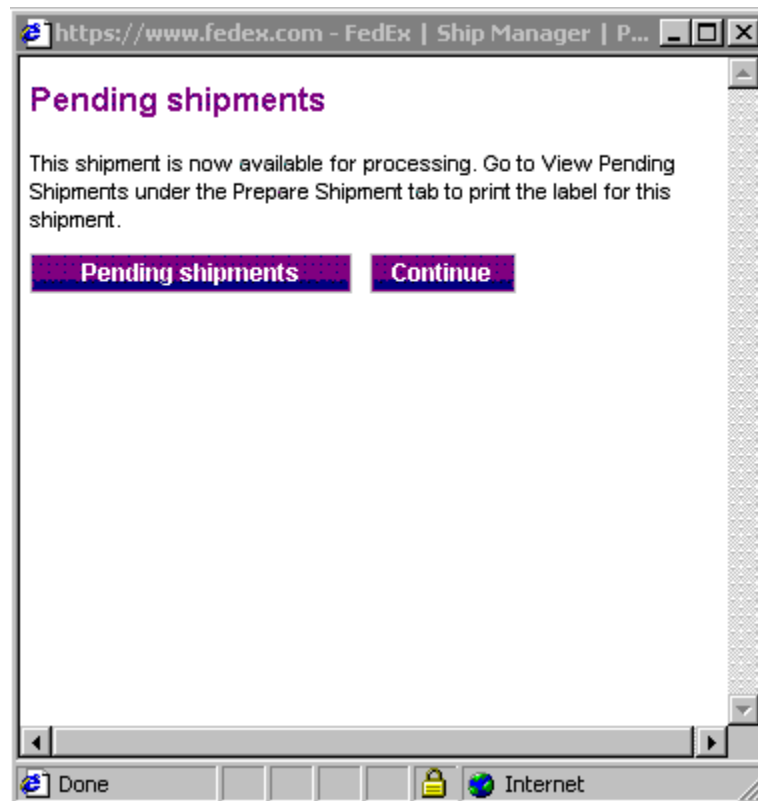 https://www.fedex.com - FedEx | Ship Manager | P...
Pending shipments
This shipment is now available for processing. Go to View Pending
Shipments under the Prepare Shipment tab to print the label for this
shipment.
Pending shipments
Continue
Done
Internet